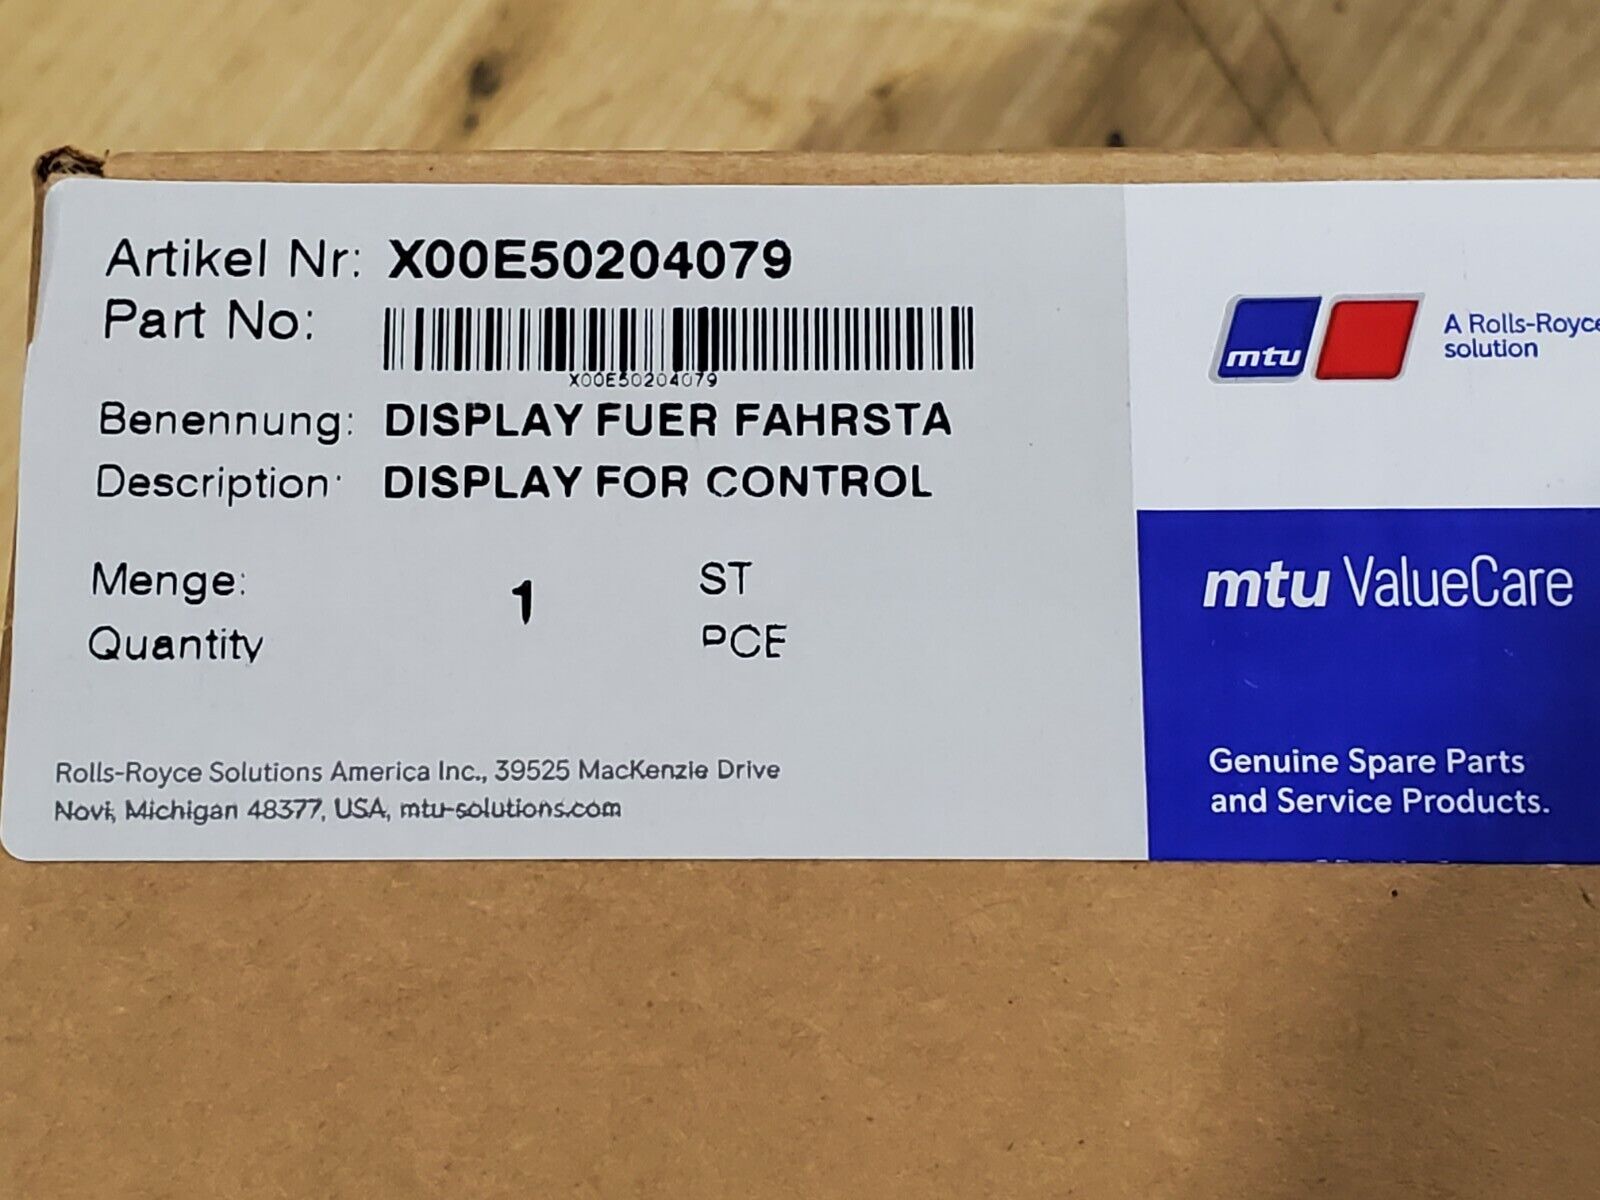 Artikel Nr: X00E50204079
Part No:
X00E50204079
Benennung: DISPLAY FUER FAHRSTA
Description: DISPLAY FOR CONTROL
Menge: 1 ST
Quantity PCE
Rolls-Royce Solutions America Inc., 39525 MacKenzie Drive
Novi, Michigan 48377, USA, mtu-solutions.com
mtu
A Rolls-Royce
solution
mtu ValueCare
Genuine Spare Parts
and Service Products.